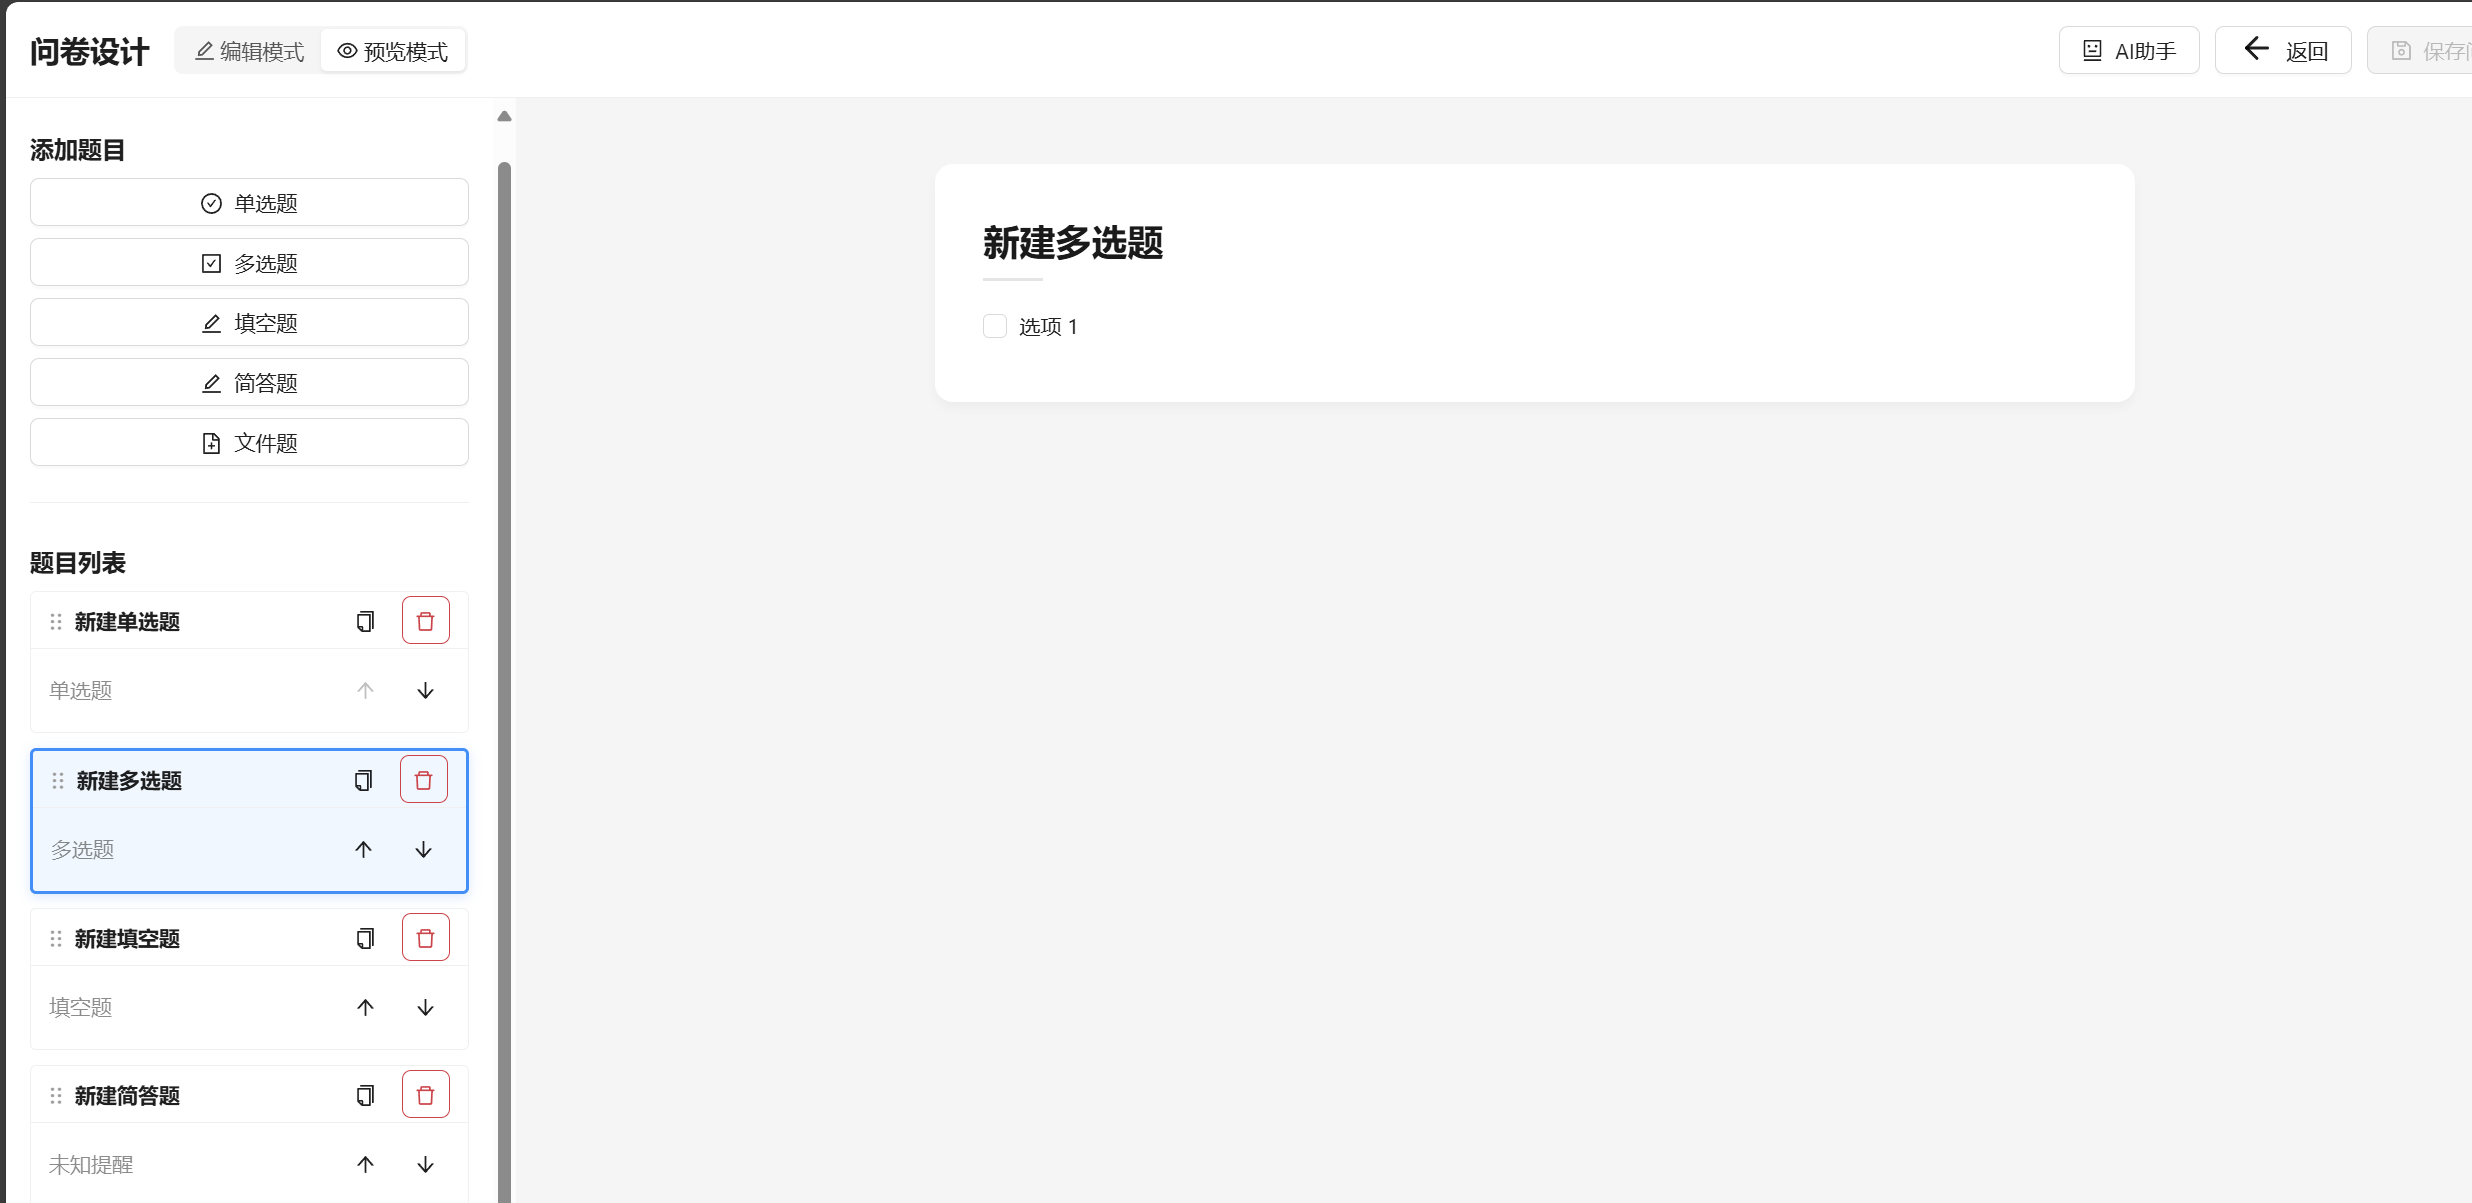 问卷设计
编辑模式
预览模式
AI助手
返回
保存
添加题目
单选题
多选题
填空题
简答题
文件题
题目列表
新建单选题
单选题
新建多选题
多选题
新建填空题
填空题
新建简答题
未知提醒
新建多选题
选项 1